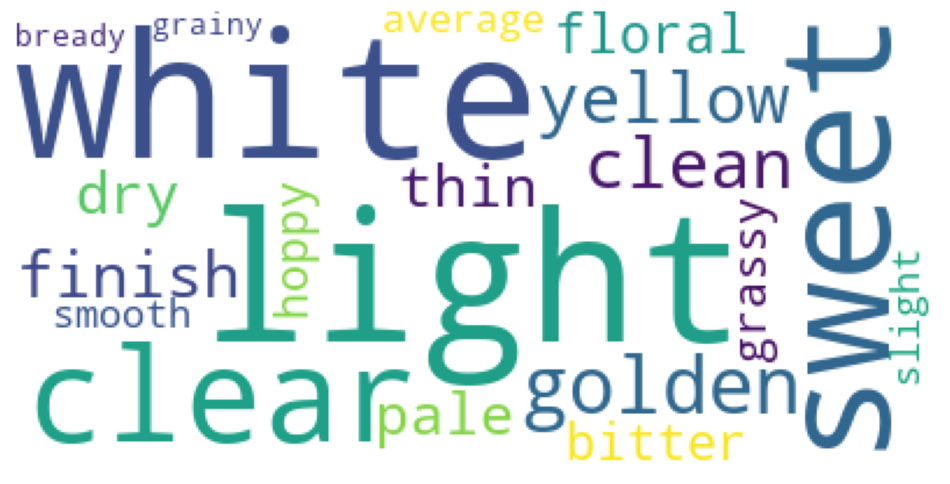 bready
grainy
average
floral
white
yellow
sweet
clean
thin
dry
hoppy
light
grassy
finish
smooth
slight
clear
golden
pale
bitter